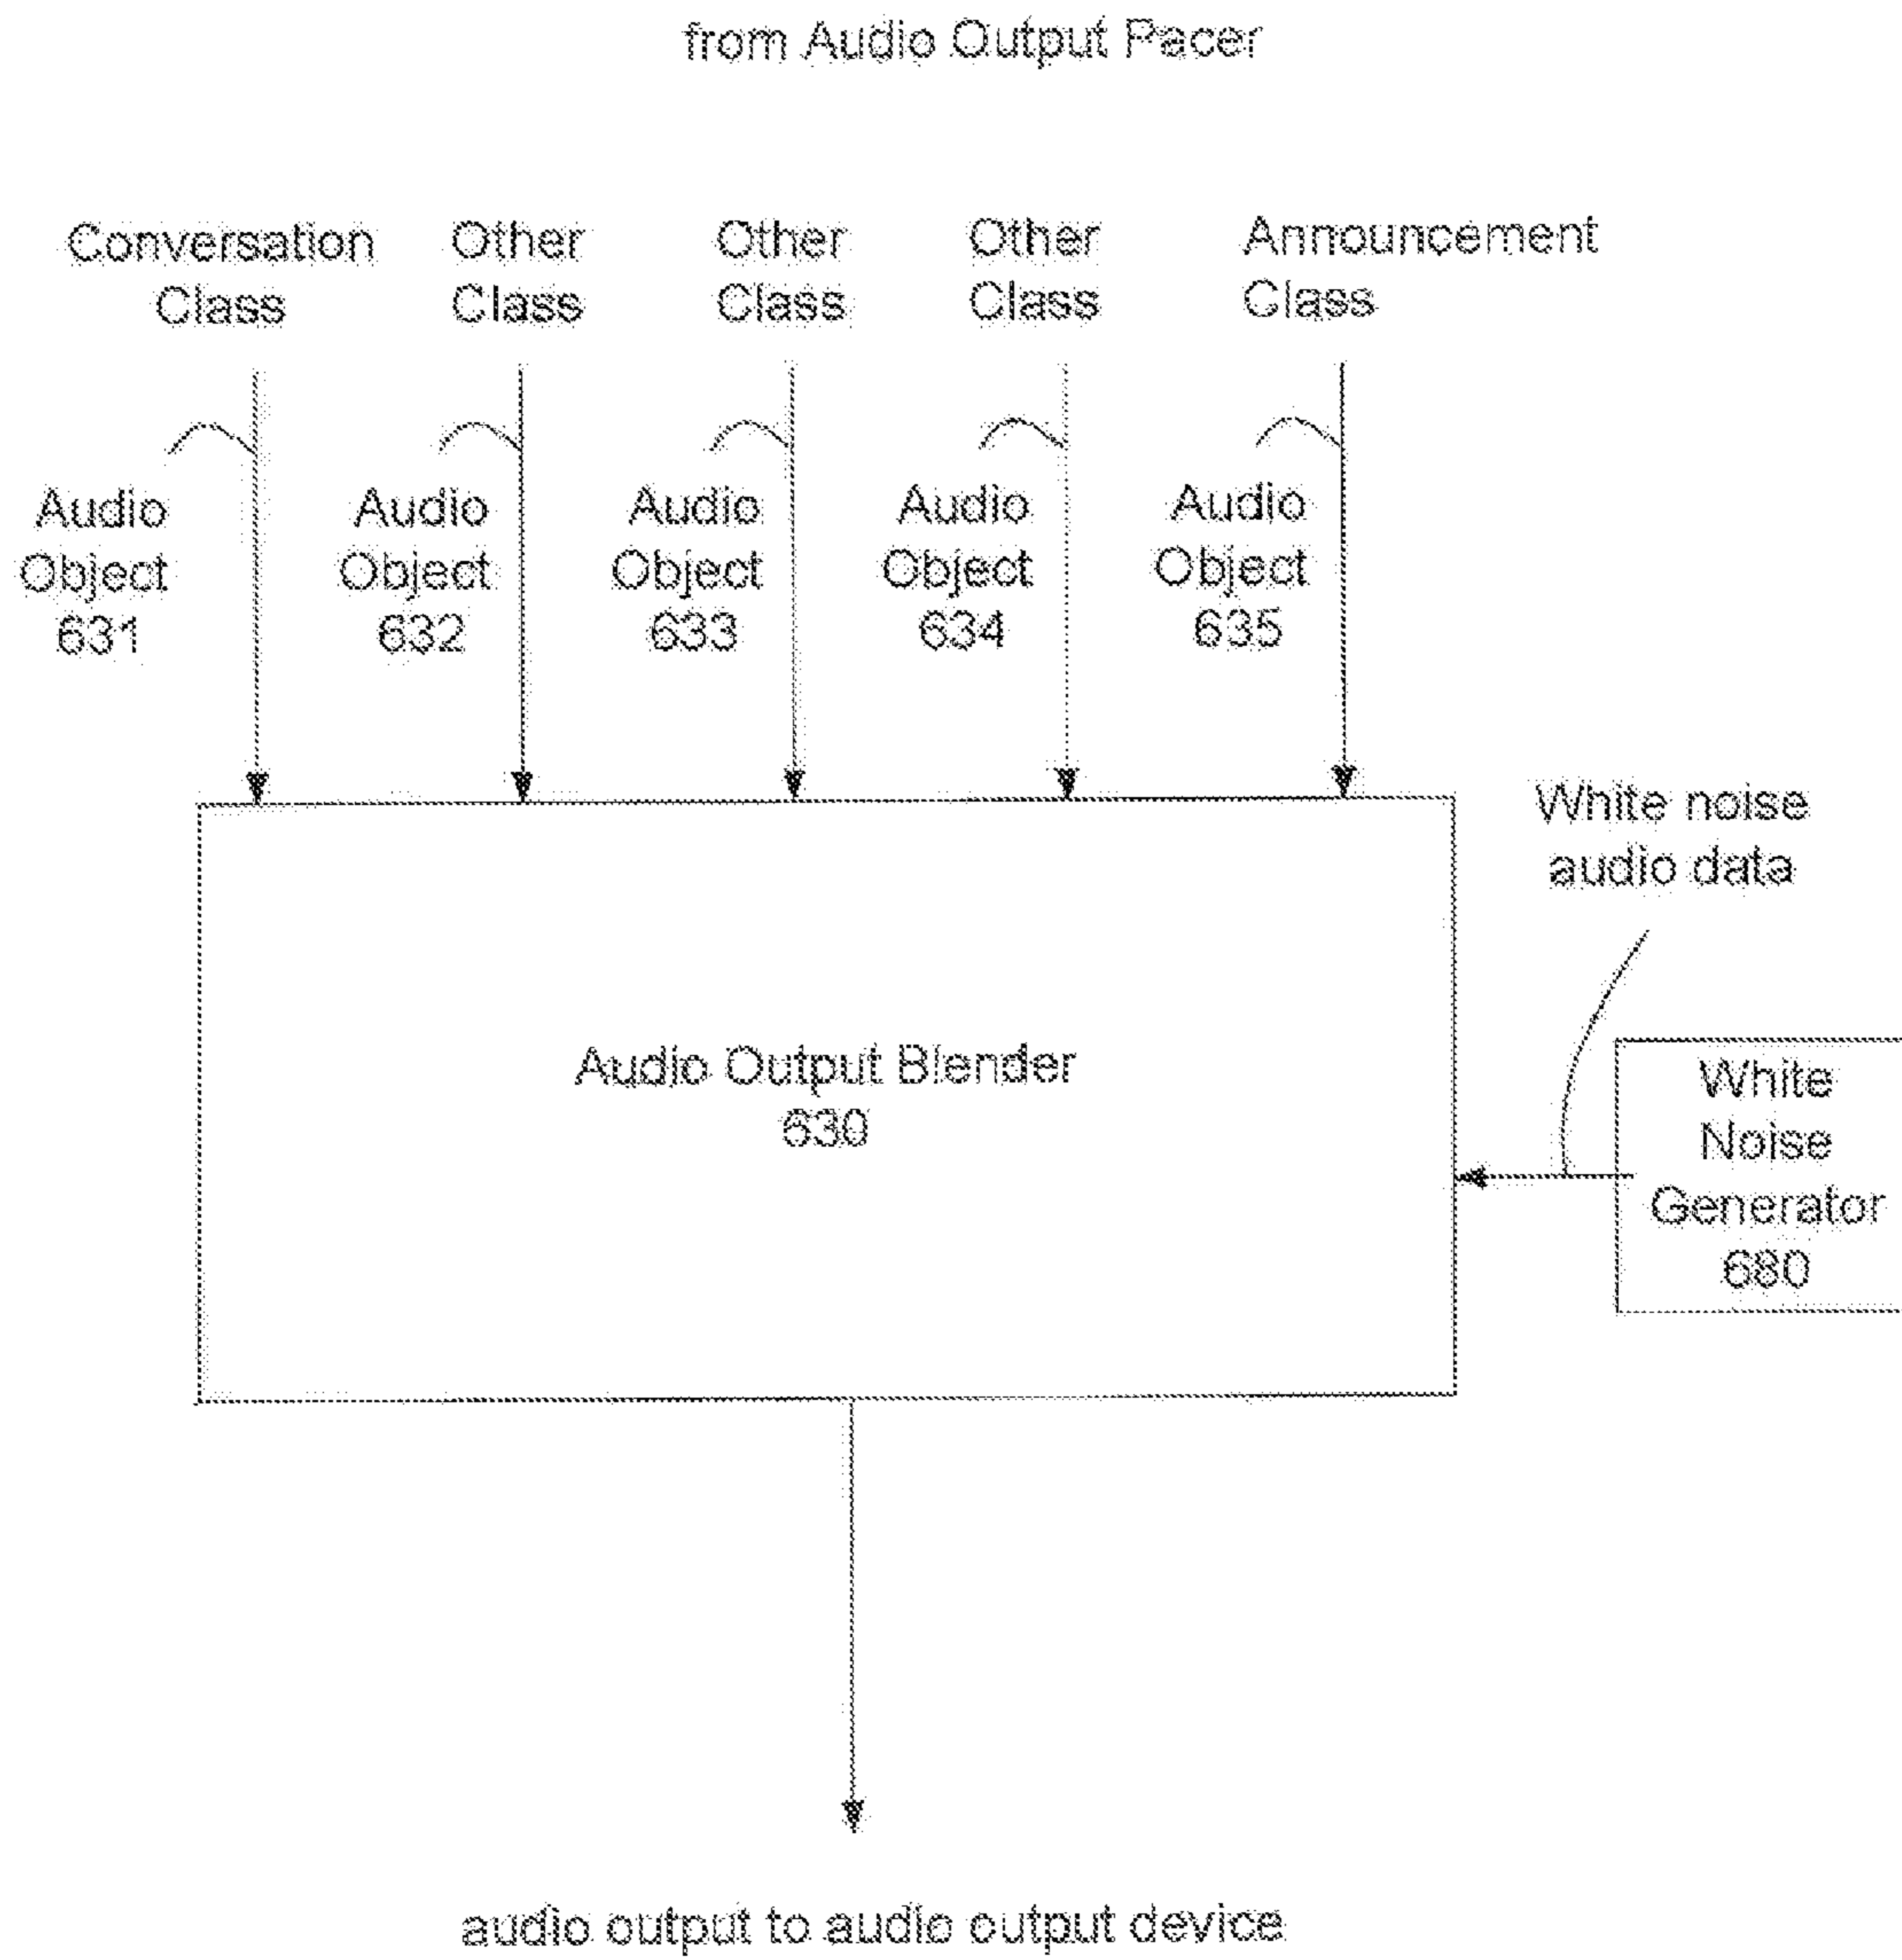 from Audio Output Pacer
Conversation
Class
Other
Class
Other
Class
Other
Class
Announcement
Class
Audio
Object
631
Audio
Object
632
Audio
Object
633
Audio
Object
634
Audio
Object
635
White noise
audio data
Audio Output Blender
630
White
Noise
Generator
680
audio output to audio output device